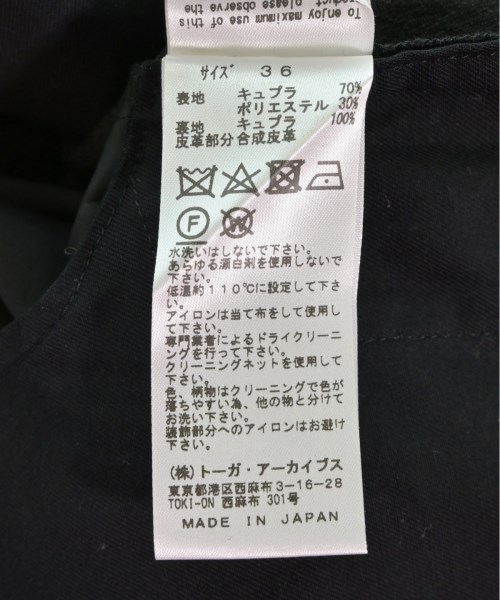 To enjoy maximum
use of this
product, please observe
the
サイズ 36
表地 キュプラ 70%
ポリエステル 30%
裏地 キュプラ 100%
皮革部分合成皮革
F W
水洗いはしないで下さい。
あらゆる漂白剤を使用しないで
下さい。
低温約110℃に設定して下さ
い。
アイロンは当て布をして使用し
て下さい。
専門業者によるドライクリーニ
ングを行って下さい。
クリーニングネットを使用して
下さい。
色、柄物はクリーニングで色が
落ちやすい為、他の物と分けて
お洗い下さい。
装飾部分へのアイロンはお避け
下さい。
(株)トーガ・アーカイブス
東京都港区西麻布 3-16-28
TOKI-ON 西麻布 301号
MADE IN JAPAN